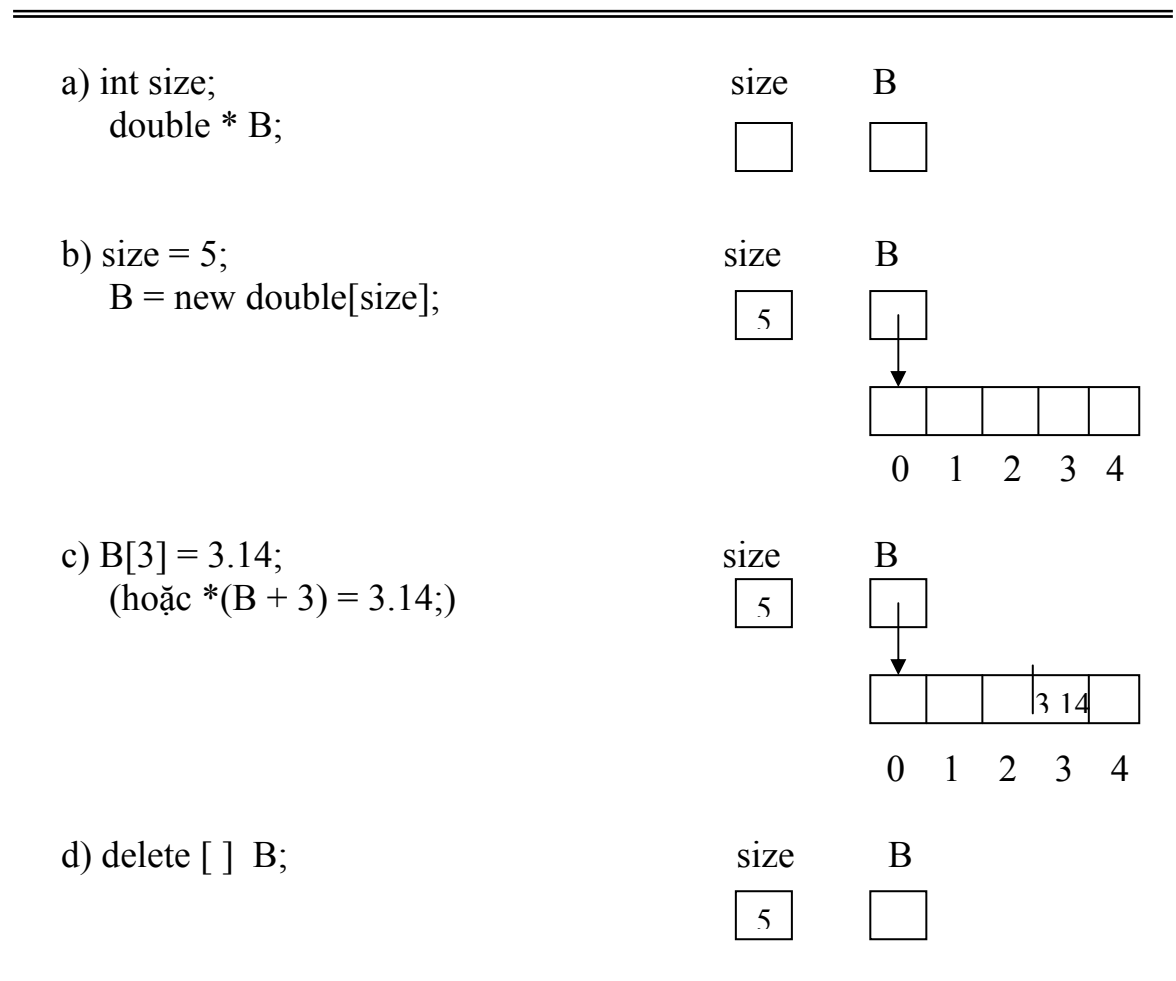 a) int size; size B
double * B;
b) size = 5; size B
B = new double[size];
5
0 1 2 3 4
c) B[3] = 3.14; size B
(hoặc *(B + 3) = 3.14;)
5
3.14
0 1 2 3 4
d) delete [ ] B; size B
5